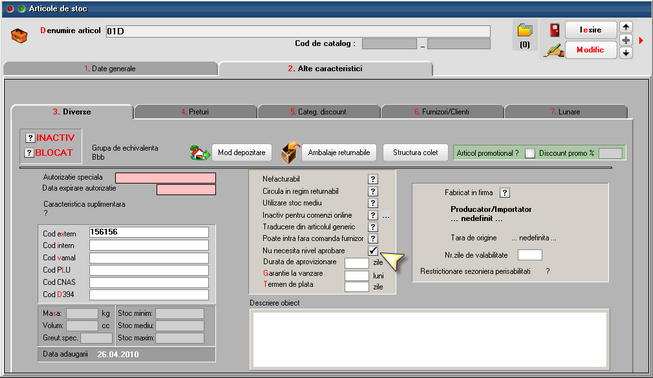 Articole de stoc
Denumire articol 01D
Cod de catalog : _
(0)
Iesire
Modific
1. Date generale
2. Alte caracteristici
3. Diverse
4. Preturi
5. Categ. discount
6. Furnizori/Clienti
7. Lunare
? INACTIV
? BLOCAT
Grupa de echivalenta
Bbb
Mod depozitare
Ambalaje returnabile
Structura colet
Articol promotional ?
Discount promo %
Autorizatie speciala
Data expirare autorizatie
Caracteristica suplimentara
?
Cod extern 156156
Cod intern
Cod vamal
Cod PLU
Cod CNAS
Cod D394
Masa: kg Stoc minim:
Volum: cc Stoc mediu:
Greut.spec. Stoc maxim:
Data adaugarii 26.04.2010
Nefacturabil ?
Circula in regim returnabil ?
Utilizare stoc mediu ?
Inactiv pentru comenzi online ? ...
Traducere din articolul generic ?
Poate intra fara comanda furnizor ?
Nu necesita nivel aprobare
Durata de aprovizionare zile
Garantie la vanzare luni
Termen de plata zile
Descriere obiect
Fabricat in firma ?
Producator/Importator
... nedefinit ...
Tara de origine ... nedefinita ...
Nr.zile de valabilitate
Restrictionare sezoniera perisabilitati ?